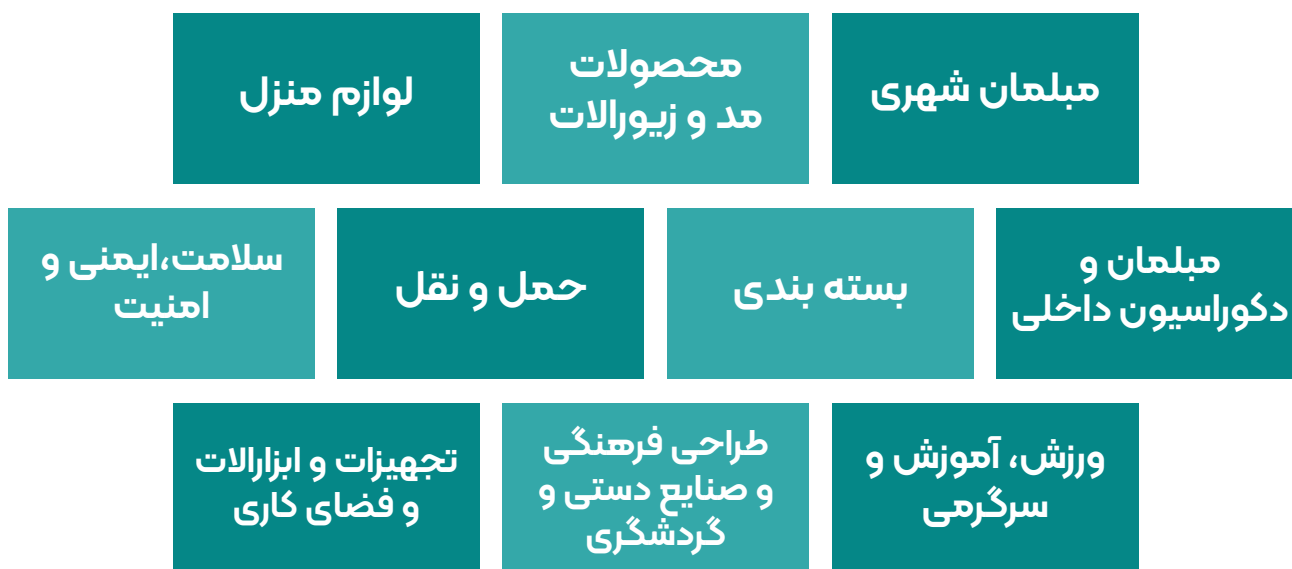 مبلمان شهری
محصولات
مد و زیورالات
لوازم منزل
مبلمان و
دکوراسیون داخلی
بسته بندی
حمل و نقل
سلامت،ایمنی و
امنیت
ورزش، آموزش و
سرگرمی
طراحی فرهنگی
و صنایع دستی و
گردشگری
تجهیزات و ابزارالات
و فضای کاری